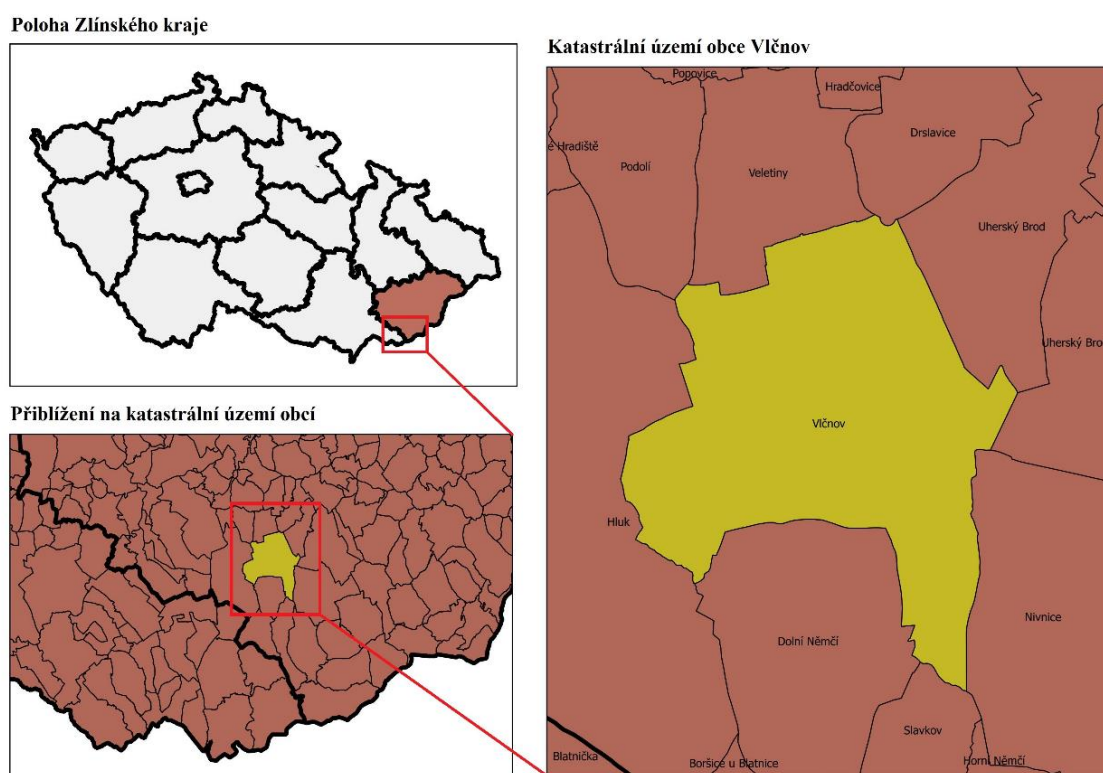 Poloha Zlínského kraje
Katastrální území obce Vlčnov
Popovice
Hradčovice
Drslavice
e Hradiště
Podolí
Veletiny
Uherský Brod
Uherský Bro
Přiblížení na katastrální území obcí
Vlčnov
Hluk
Nivnice
Dolní Němčí
Slavkov
Blatnička
Boršice u Blatnice
Horní Němčí